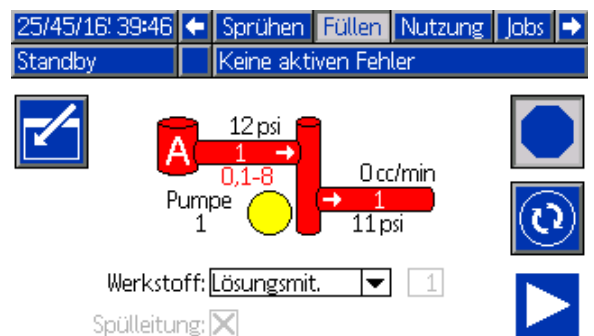 25/45/16! 39:46 Sprühen Füllen Nutzung Jobs
Standby Keine aktiven Fehler
12 psi
A 1
0,1-8
0 cc/min
Pumpe
1
1
11 psi
Werkstoff: Lösungsmit. 1
Spülleitung: